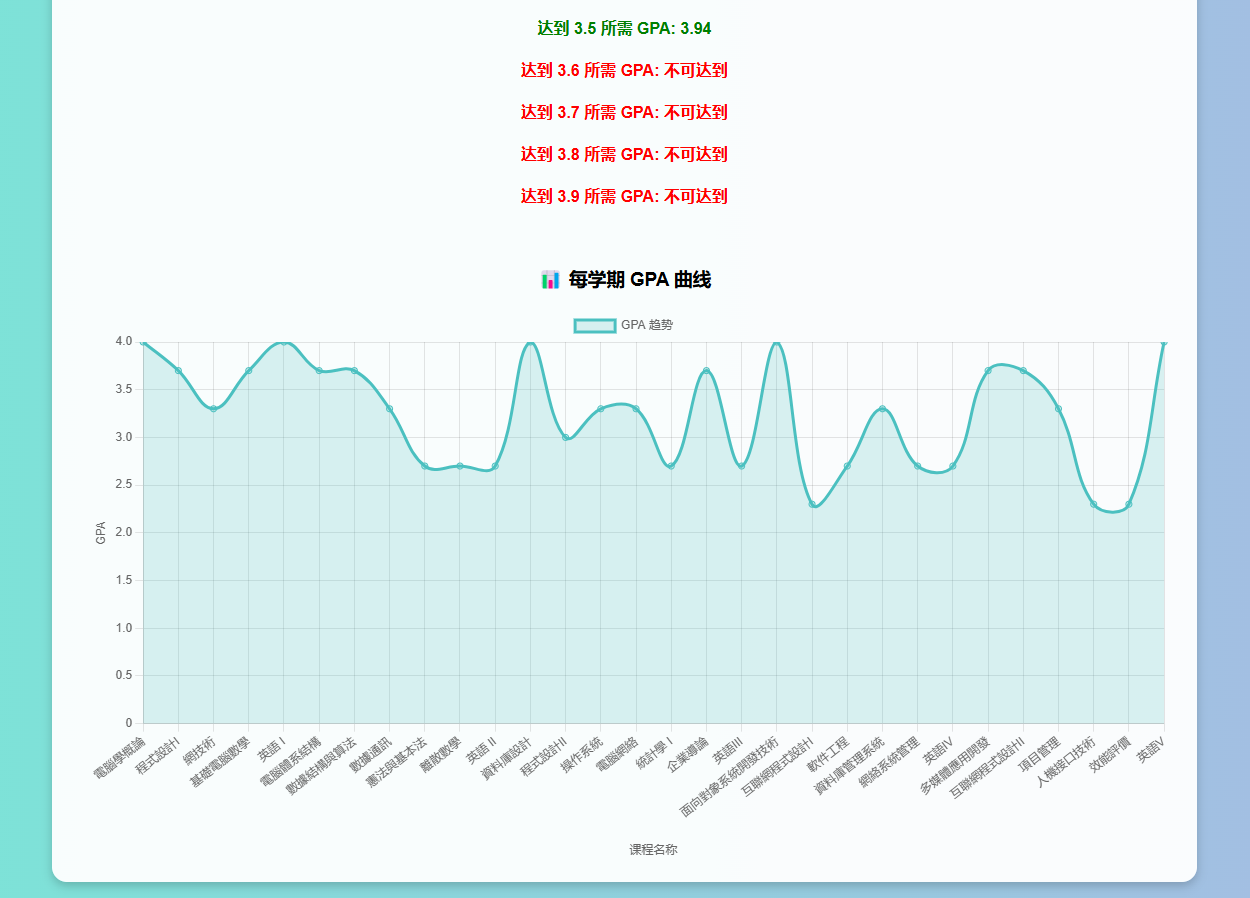 达到 3.5 所需 GPA: 3.94
达到 3.6 所需 GPA: 不可达到
达到 3.7 所需 GPA: 不可达到
达到 3.8 所需 GPA: 不可达到
达到 3.9 所需 GPA: 不可达到
每学期 GPA 曲线
GPA 趋势
4.0
3.5
3.0
2.5
2.0
1.5
1.0
0.5
0
GPA
電腦學概論
程式設計I
網技術
基礎電腦數學
英語 I
電腦體系結構
數據結構與算法
數據通訊
憲法與基本法
離散數學
英語 II
資料庫設計
程式設計II
操作系統
電腦網絡
統計學 I
企業導論
英語III
面向對象系統開發技術
互聯網程式設計I
軟件工程
資料庫管理系統
網絡系統管理
英語IV
多媒體應用開發
互聯網程式設計II
項目管理
人機接口技術
效能評價
英語V
课程名称